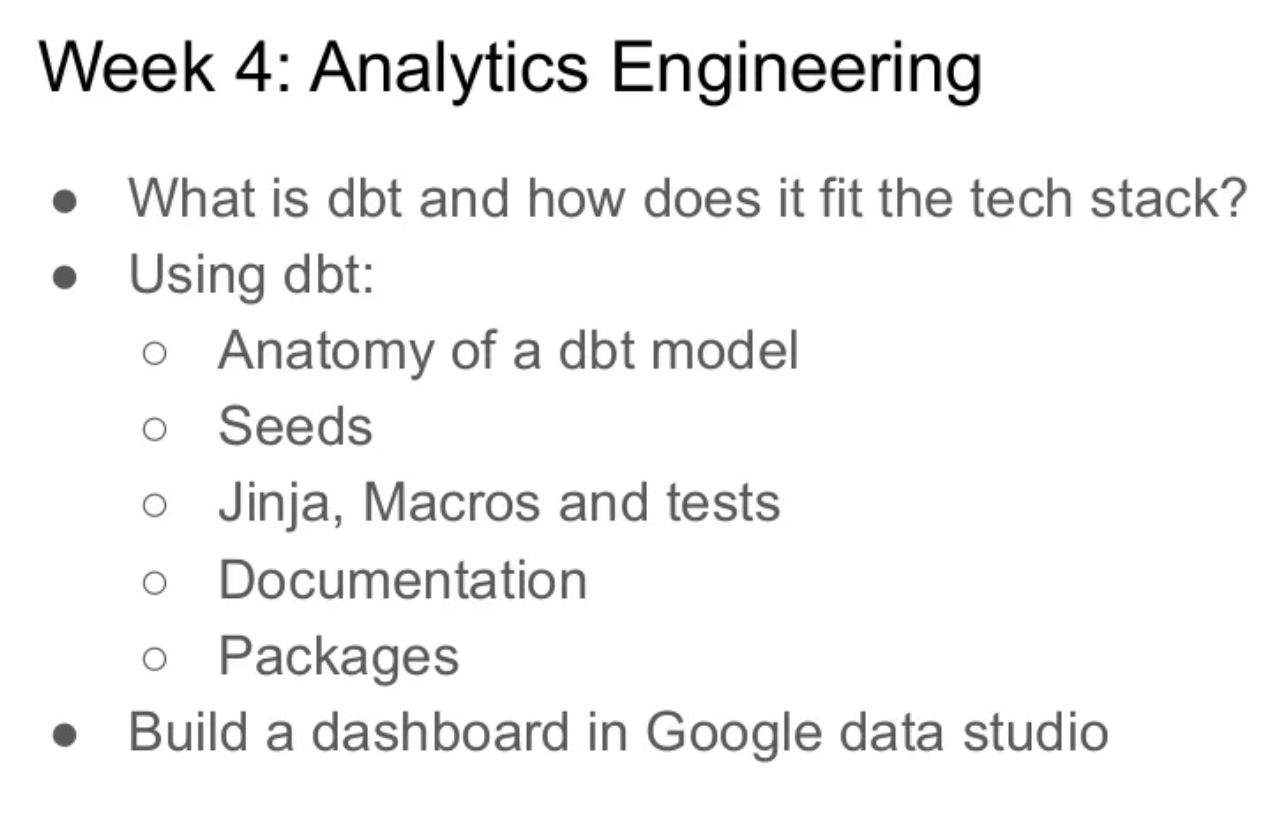 Week 4: Analytics Engineering
● What is dbt and how does it fit the tech stack?
● Using dbt:
○ Anatomy of a dbt model
○ Seeds
○ Jinja, Macros and tests
○ Documentation
○ Packages
● Build a dashboard in Google data studio